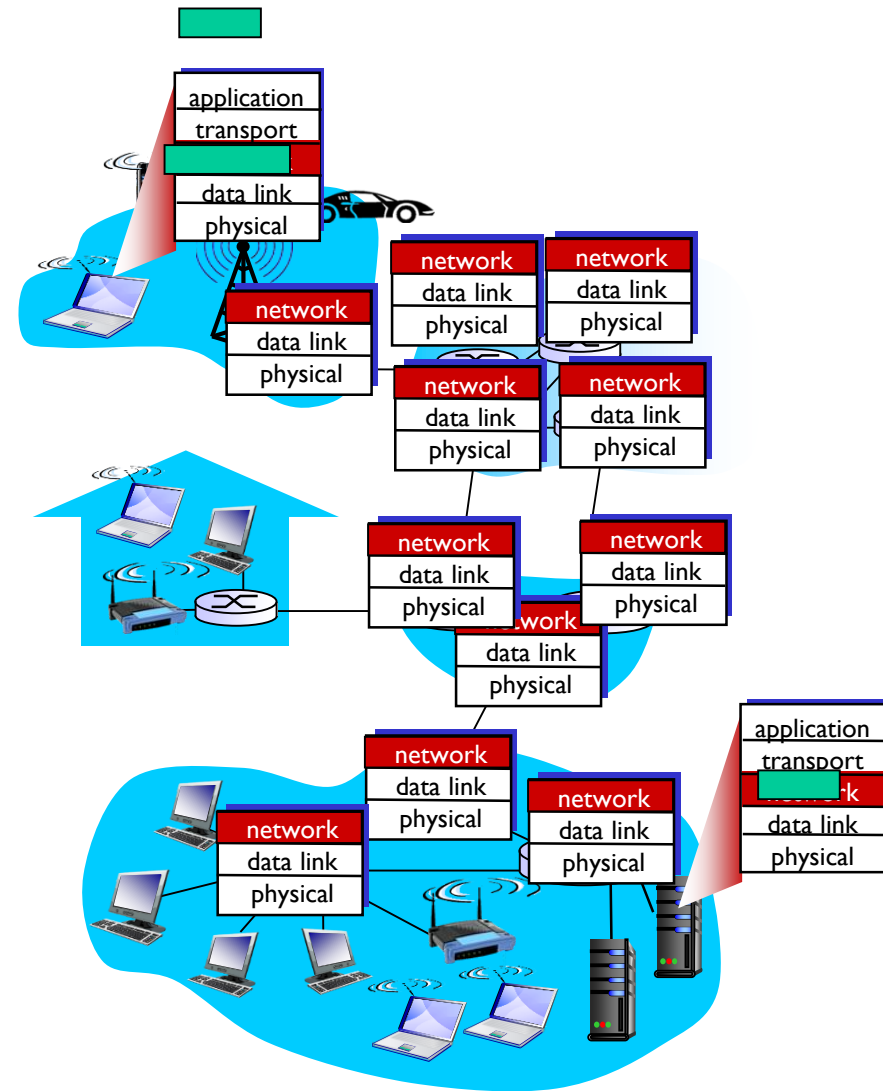 application
transport
data link
physical
network
data link
physical
network
data link
physical
network
data link
physical
network
data link
physical
network
data link
physical
network
data link
physical
network
data link
physical
network
data link
physical
application
transport
data link
physical
network
data link
physical
network
data link
physical
network
data link
physical